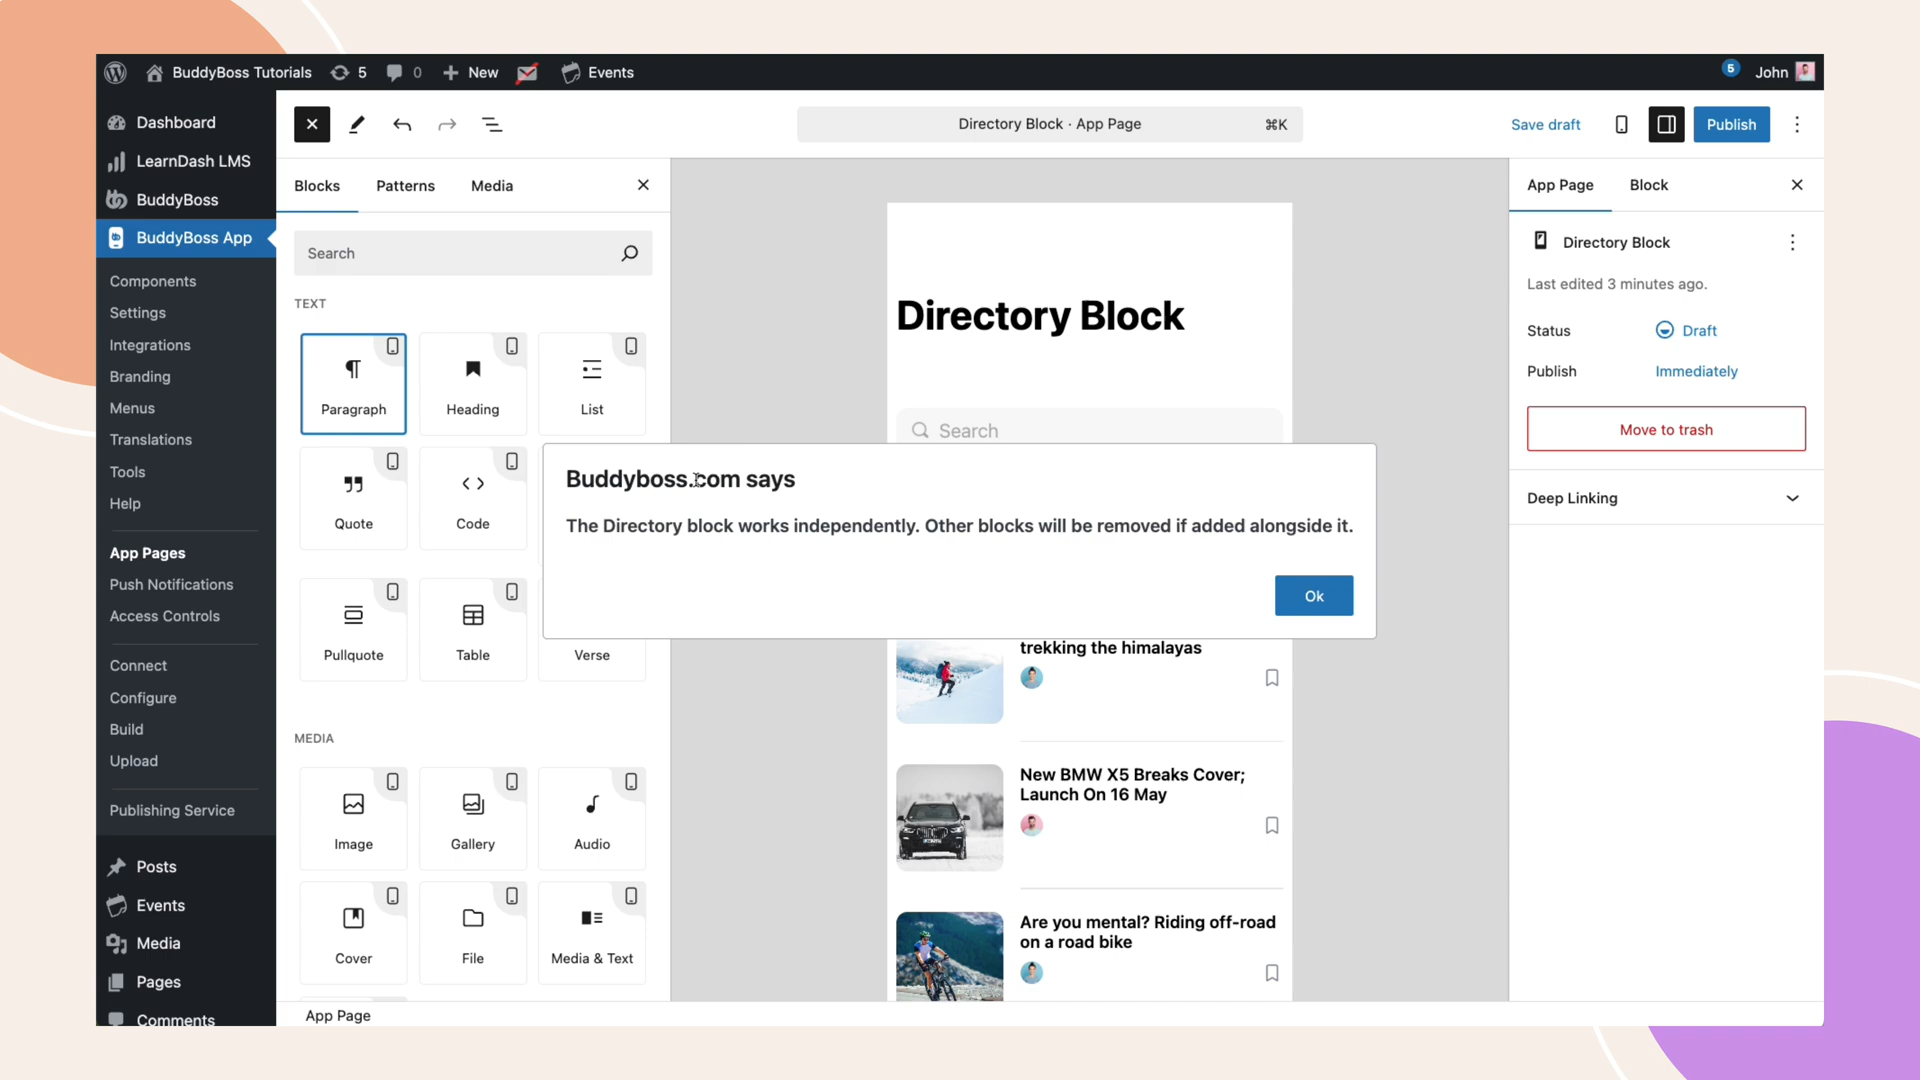 BuddyBoss Tutorials 5 0 New Events 5 John
Dashboard
LearnDash LMS
BuddyBoss
BuddyBoss App
Components
Settings
Integrations
Branding
Menus
Translations
Tools
Help
App Pages
Push Notifications
Access Controls
Connect
Configure
Build
Upload
Publishing Service
Posts
Events
Media
Pages
Comments
Directory Block · App Page ⌘K
Save draft
Publish
Blocks Patterns Media
Search
TEXT
Paragraph Heading List
Quote Code
Pullquote Table Verse
MEDIA
Image Gallery Audio
Cover File Media & Text
App Page
Directory Block
Search
Buddyboss.com says
The Directory block works independently. Other blocks will be removed if added alongside it.
Ok
trekking the himalayas
New BMW X5 Breaks Cover;
Launch On 16 May
Are you mental? Riding off-road
on a road bike
App Page Block
Directory Block
Last edited 3 minutes ago.
Status Draft
Publish Immediately
Move to trash
Deep Linking